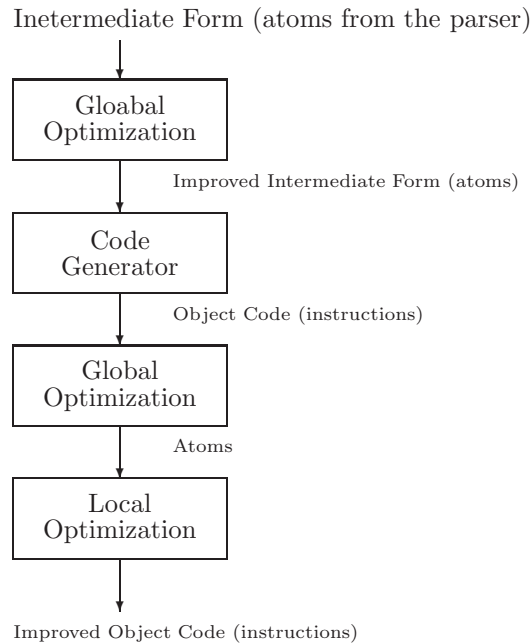 Inetermediate Form (atoms from the parser)
Gloabal
Optimization
Improved Intermediate Form (atoms)
Code
Generator
Object Code (instructions)
Global
Optimization
Atoms
Local
Optimization
Improved Object Code (instructions)